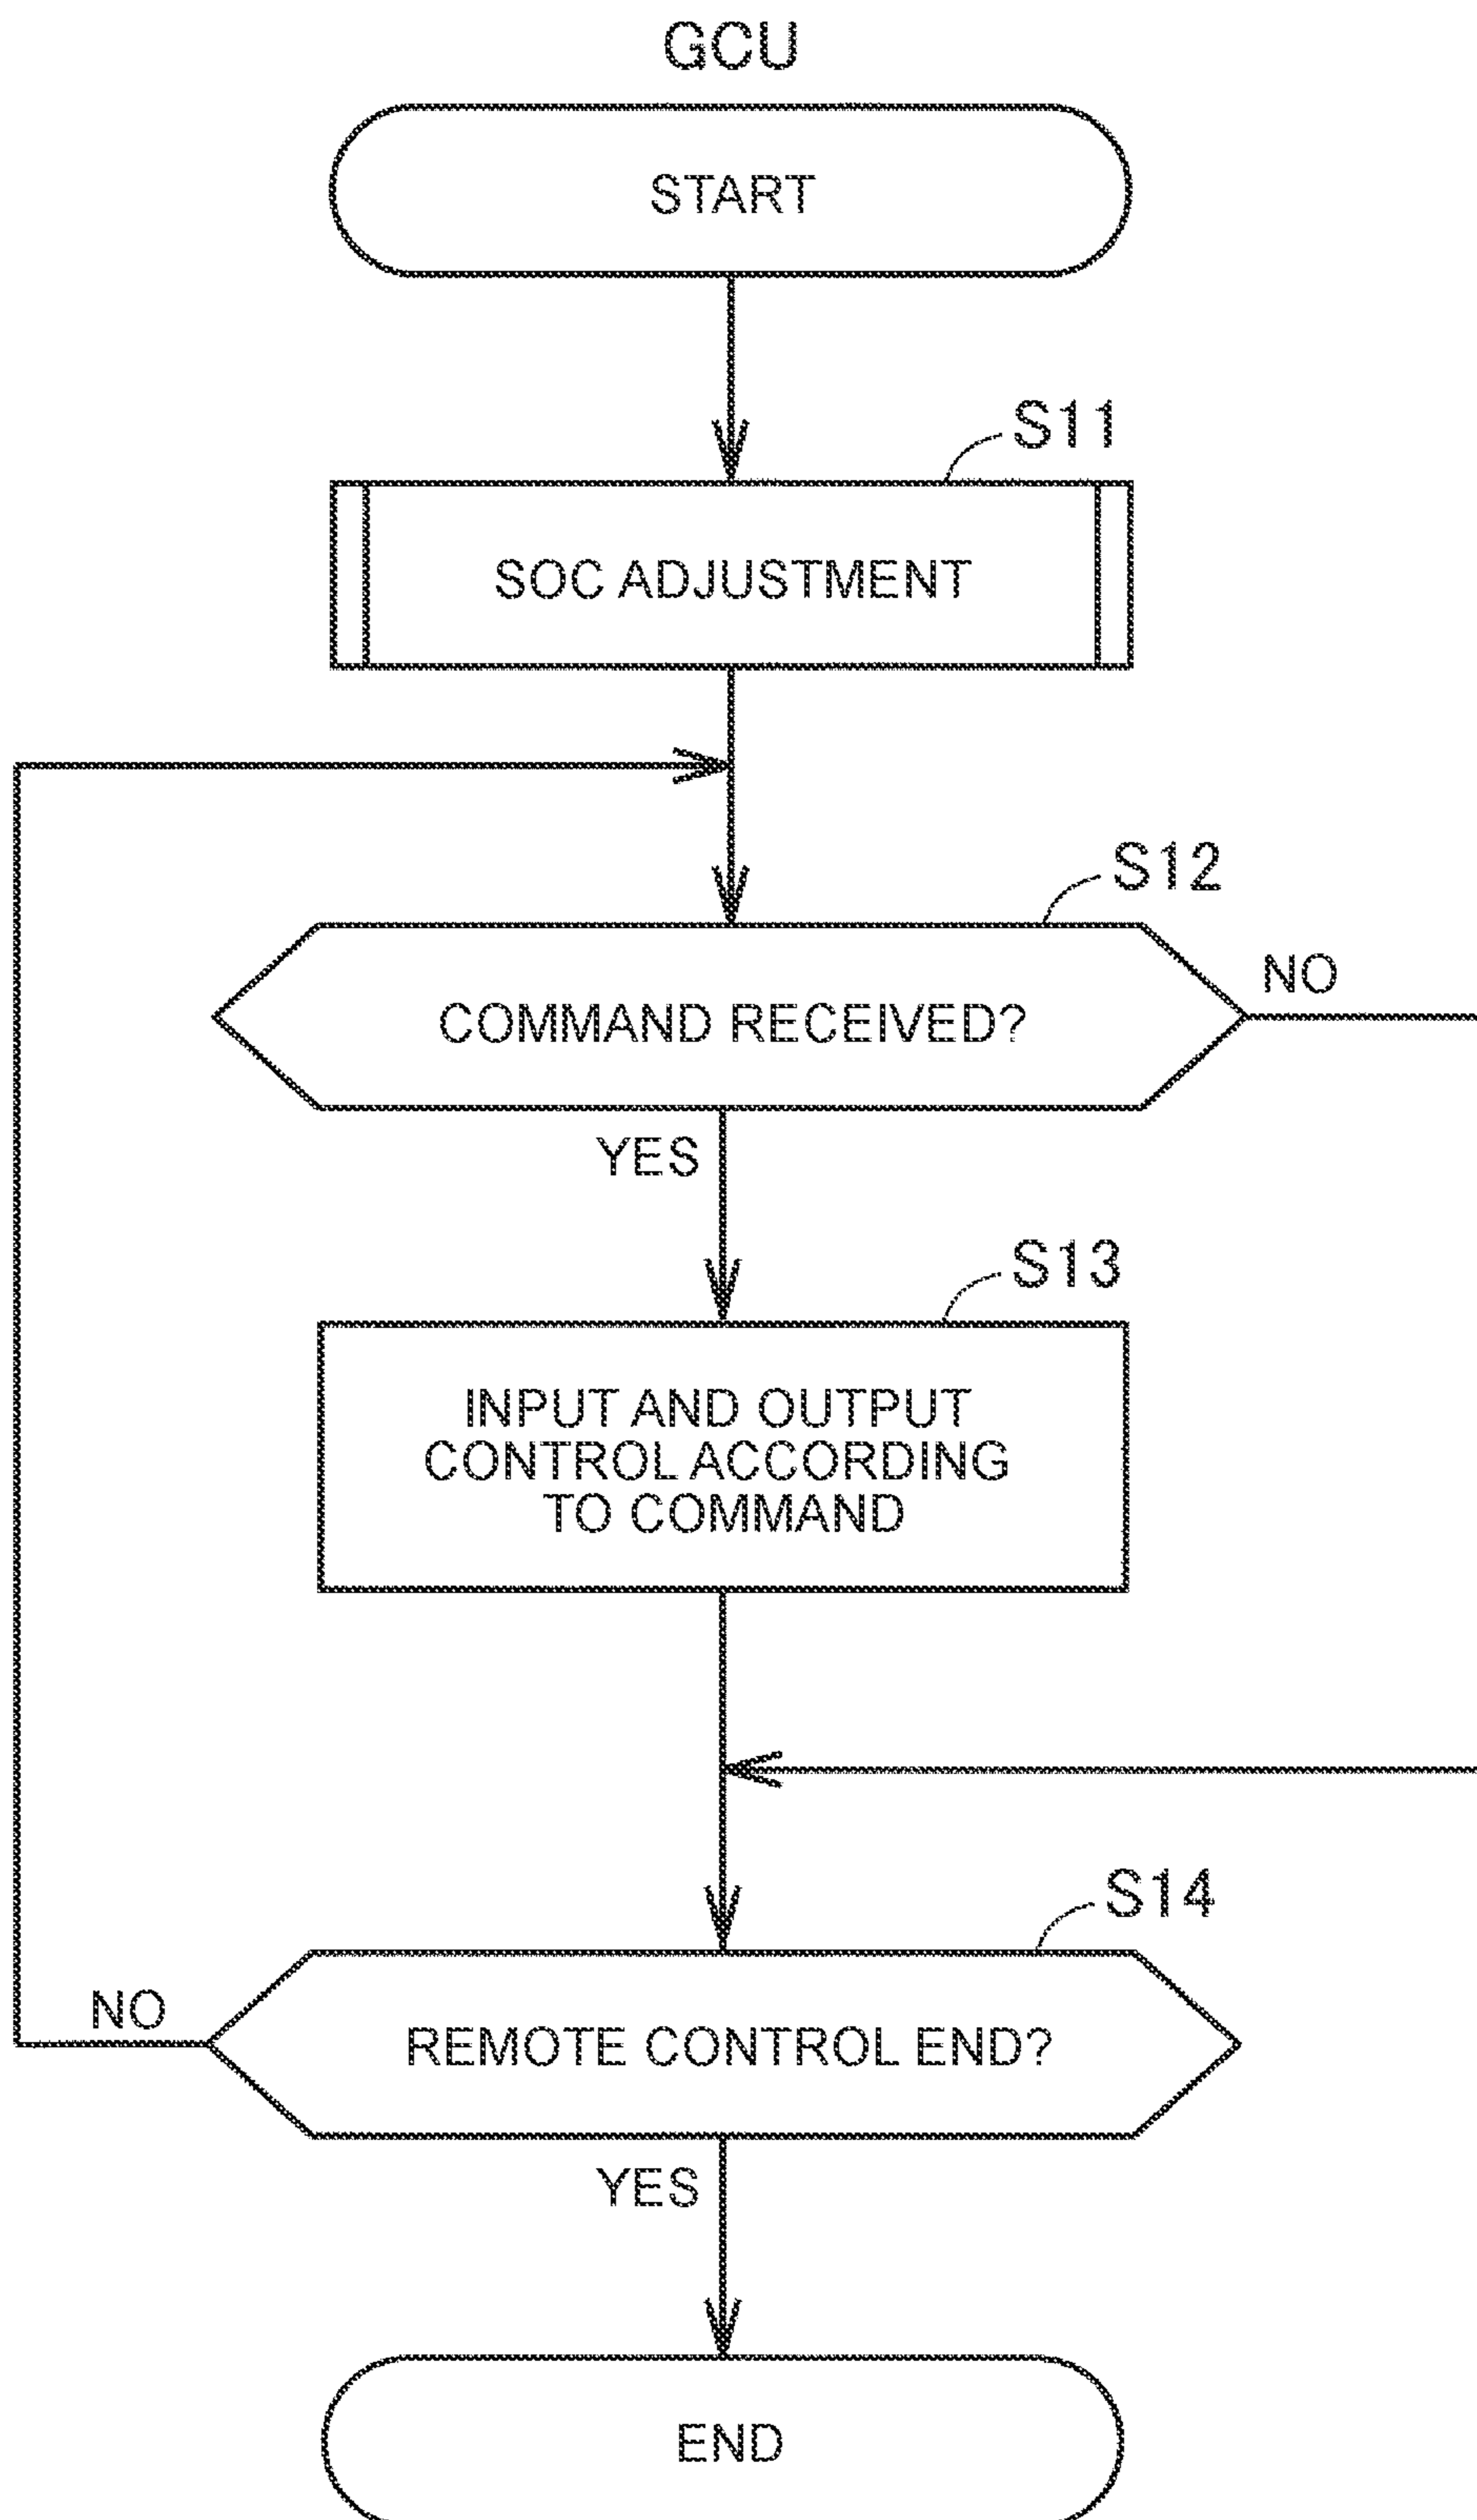 GCU
START
S11
SOC ADJUSTMENT
S12
COMMAND RECEIVED?
NO
YES
S13
INPUT AND OUTPUT
CONTROL ACCORDING
TO COMMAND
S14
REMOTE CONTROL END?
NO
YES
END